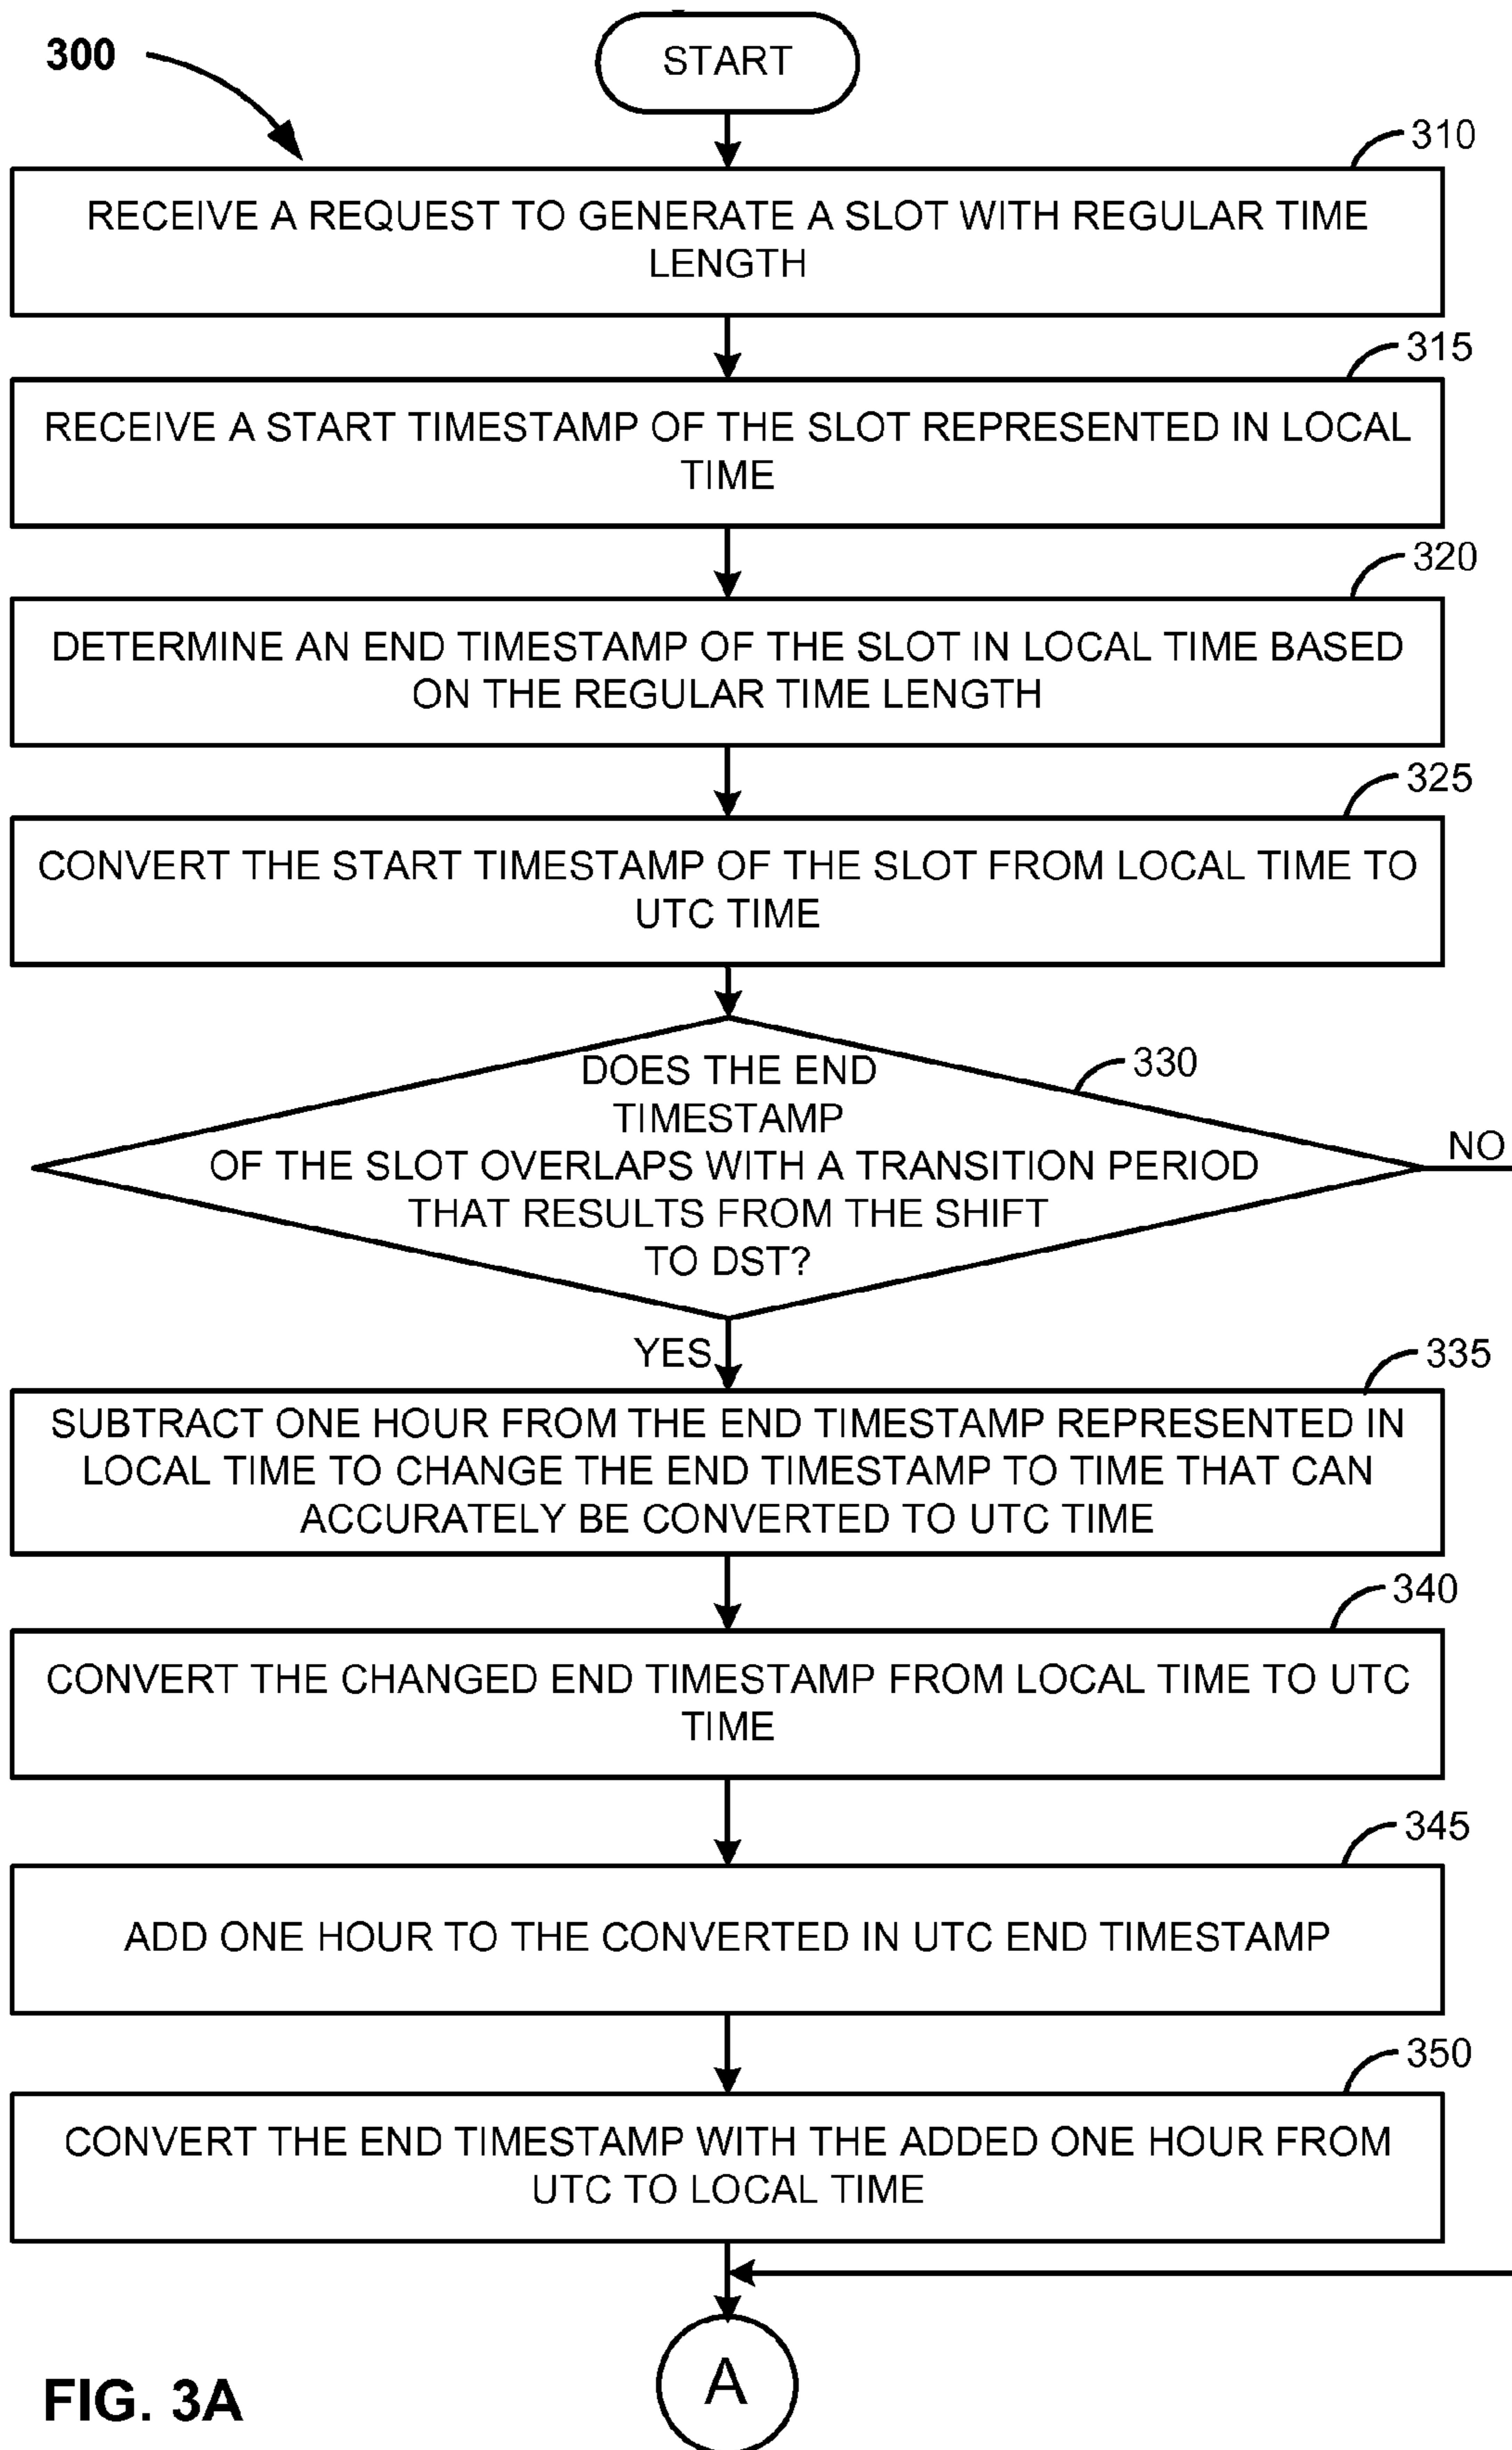 300
START
310
RECEIVE A REQUEST TO GENERATE A SLOT WITH REGULAR TIME
LENGTH
315
RECEIVE A START TIMESTAMP OF THE SLOT REPRESENTED IN LOCAL
TIME
320
DETERMINE AN END TIMESTAMP OF THE SLOT IN LOCAL TIME BASED
ON THE REGULAR TIME LENGTH
325
CONVERT THE START TIMESTAMP OF THE SLOT FROM LOCAL TIME TO
UTC TIME
330
DOES THE END
TIMESTAMP
OF THE SLOT OVERLAPS WITH A TRANSITION PERIOD
THAT RESULTS FROM THE SHIFT
TO DST?
NO
YES
335
SUBTRACT ONE HOUR FROM THE END TIMESTAMP REPRESENTED IN
LOCAL TIME TO CHANGE THE END TIMESTAMP TO TIME THAT CAN
ACCURATELY BE CONVERTED TO UTC TIME
340
CONVERT THE CHANGED END TIMESTAMP FROM LOCAL TIME TO UTC
TIME
345
ADD ONE HOUR TO THE CONVERTED IN UTC END TIMESTAMP
350
CONVERT THE END TIMESTAMP WITH THE ADDED ONE HOUR FROM
UTC TO LOCAL TIME
A
FIG. 3A